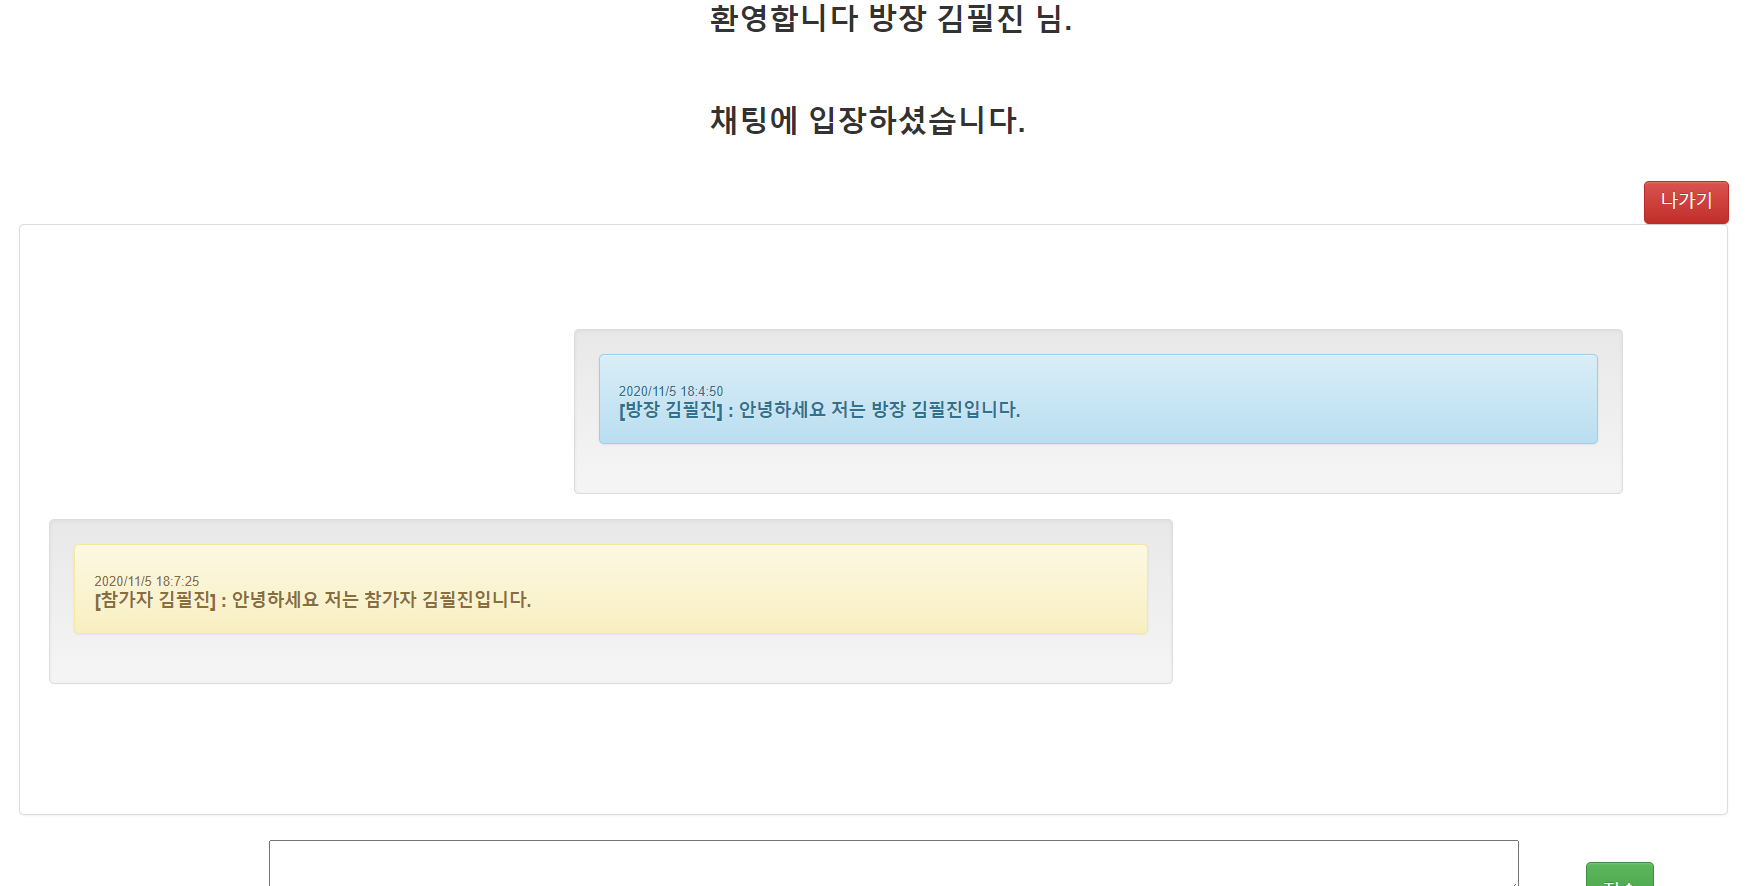 환영합니다 방장 김필진 님.
채팅에 입장하셨습니다.
나가기
2020/11/5 18:4:50
[방장 김필진] : 안녕하세요 저는 방장 김필진입니다.
2020/11/5 18:7:25
[참가자 김필진] : 안녕하세요 저는 참가자 김필진입니다.